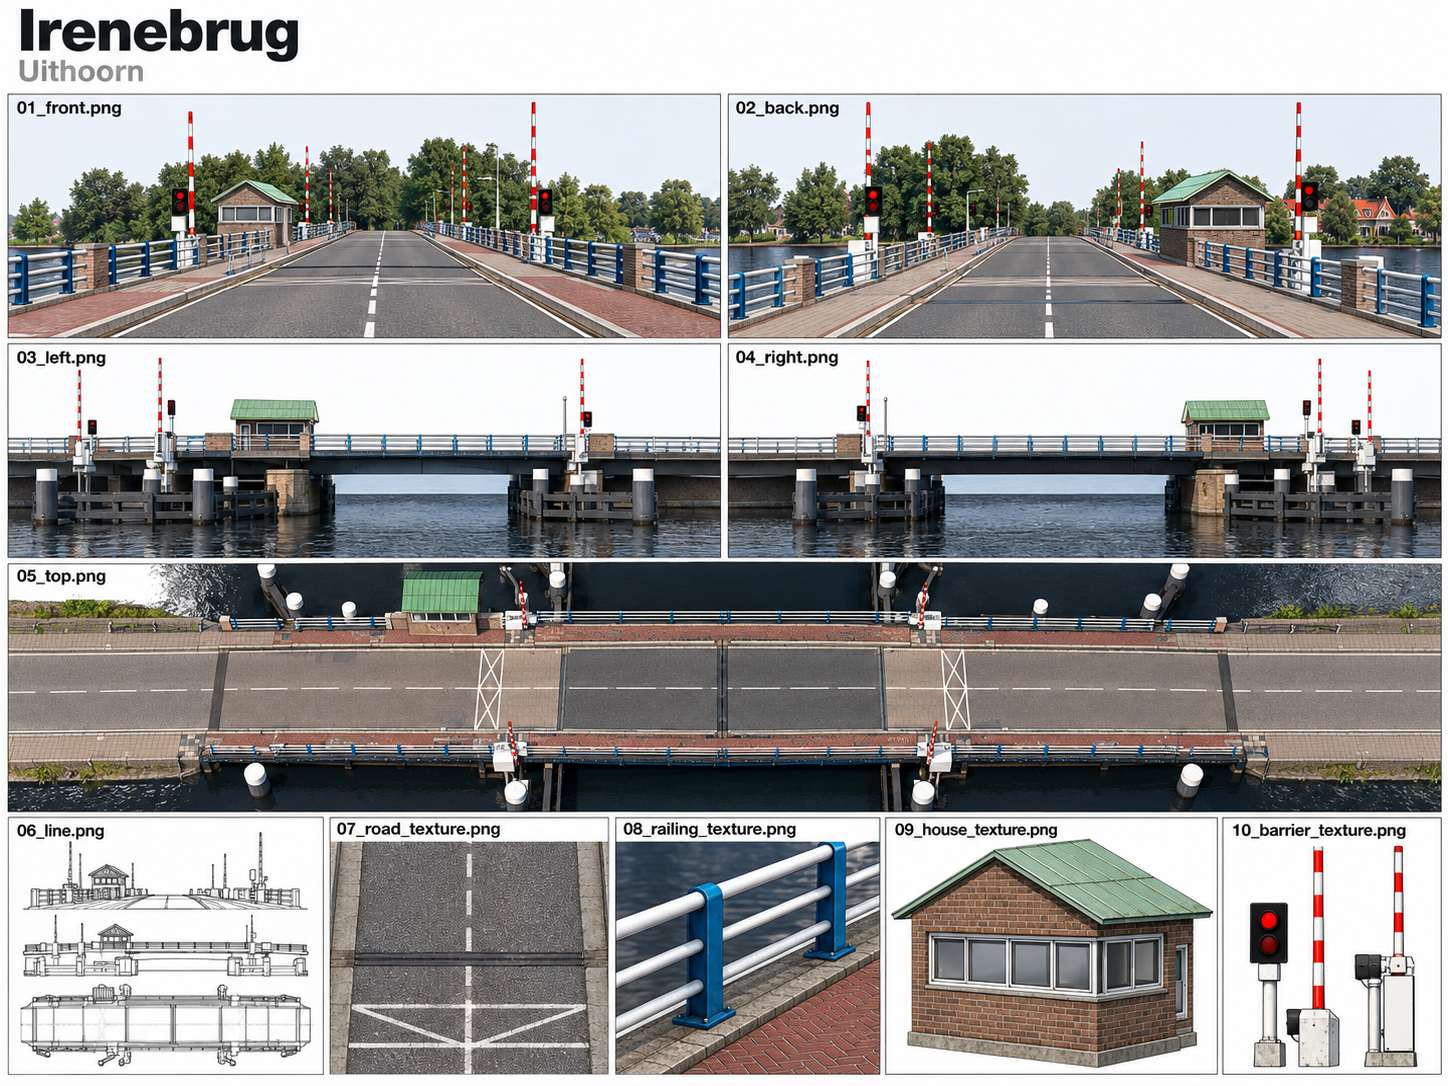 Irenebrug
Uithoorn
01_front.png
02_back.png
03_left.png
04_right.png
05_top.png
06_line.png
07_road_texture.png
08_railing_texture.png
09_house_texture.png
10_barrier_texture.png